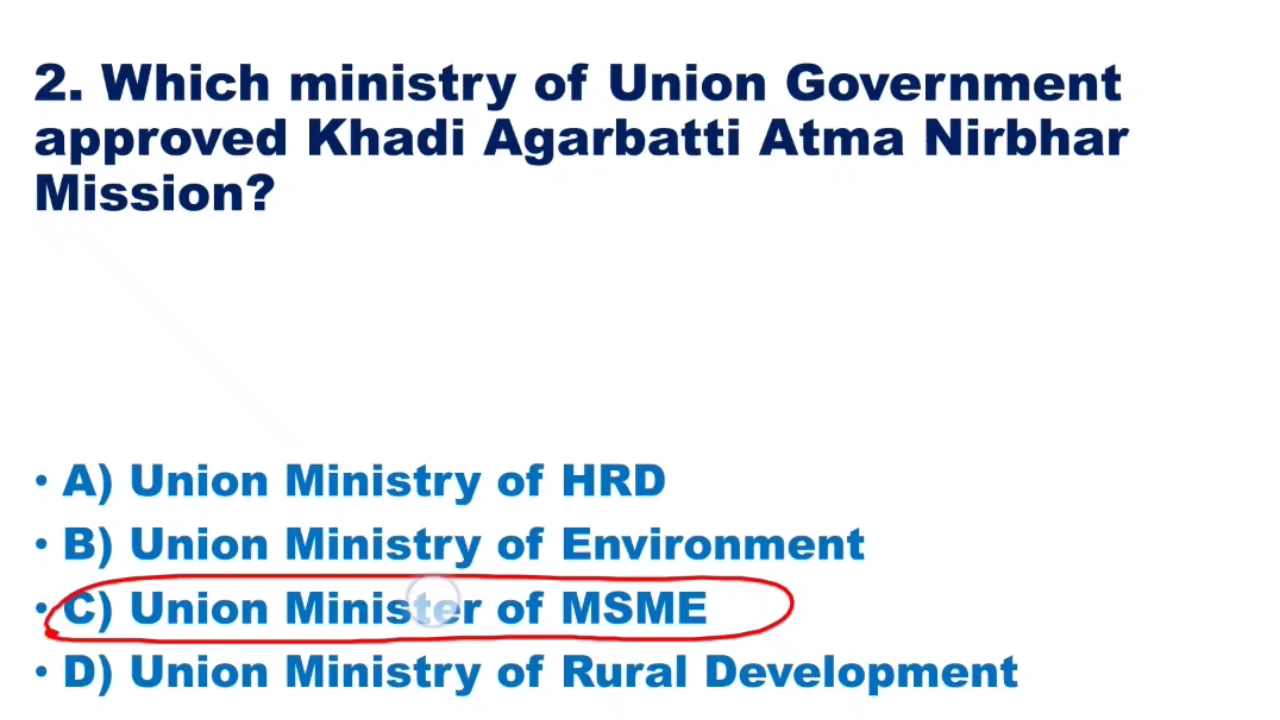 2. Which ministry of Union Government
approved Khadi Agarbatti Atma Nirbhar
Mission?
• A) Union Ministry of HRD
• B) Union Ministry of Environment
• C) Union Minister of MSME
• D) Union Ministry of Rural Development